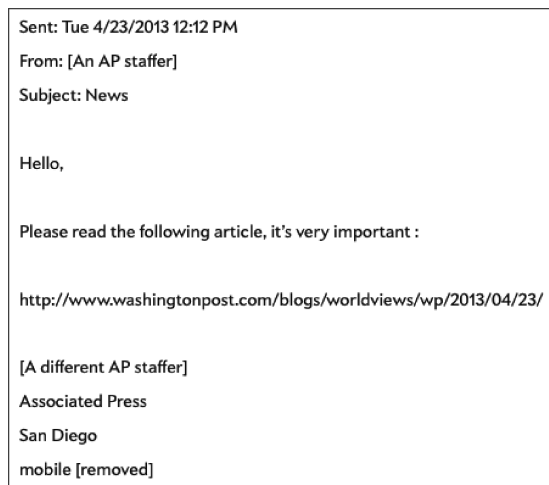 Sent: Tue 4/23/2013 12:12 PM
From: [An AP staffer]
Subject: News
Hello,
Please read the following article, it's very important :
http://www.washingtonpost.com/blogs/worldviews/wp/2013/04/23/
[A different AP staffer]
Associated Press
San Diego
mobile [removed]